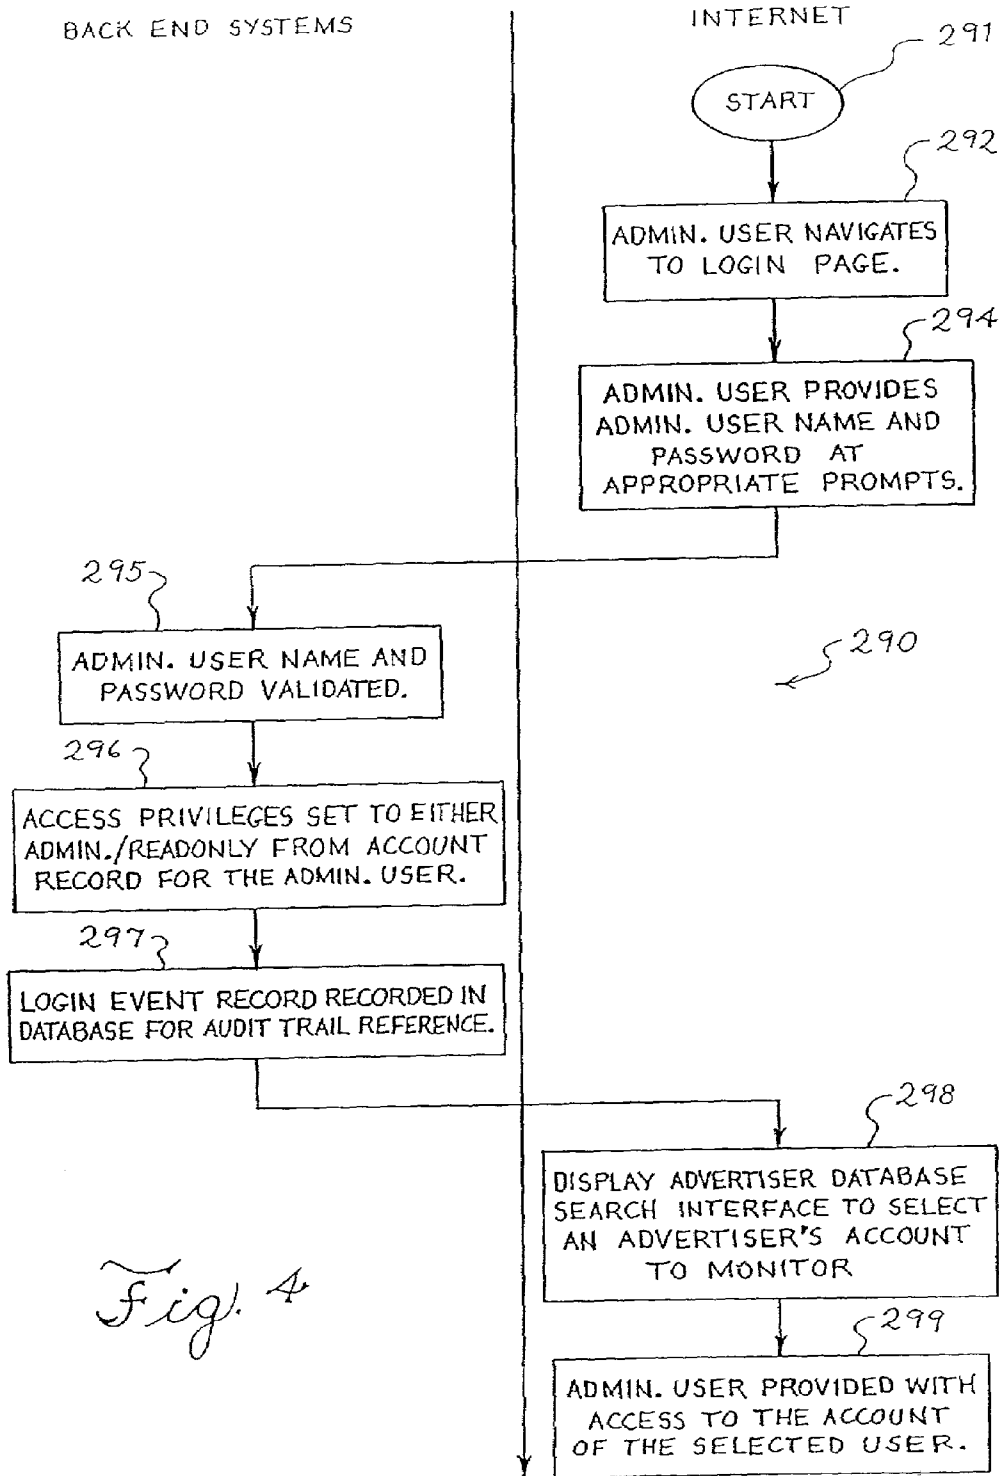 BACK END SYSTEMS
INTERNET
291
START
292
ADMIN. USER NAVIGATES
TO LOGIN PAGE.
294
ADMIN. USER PROVIDES
ADMIN. USER NAME AND
PASSWORD AT
APPROPRIATE PROMPTS.
295
ADMIN. USER NAME AND
PASSWORD VALIDATED.
290
296
ACCESS PRIVILEGES SET TO EITHER
ADMIN./READONLY FROM ACCOUNT
RECORD FOR THE ADMIN. USER.
297
LOGIN EVENT RECORD RECORDED IN
DATABASE FOR AUDIT TRAIL REFERENCE.
298
DISPLAY ADVERTISER DATABASE
SEARCH INTERFACE TO SELECT
AN ADVERTISER'S ACCOUNT
TO MONITOR
299
ADMIN. USER PROVIDED WITH
ACCESS TO THE ACCOUNT
OF THE SELECTED USER.
Fig. 4